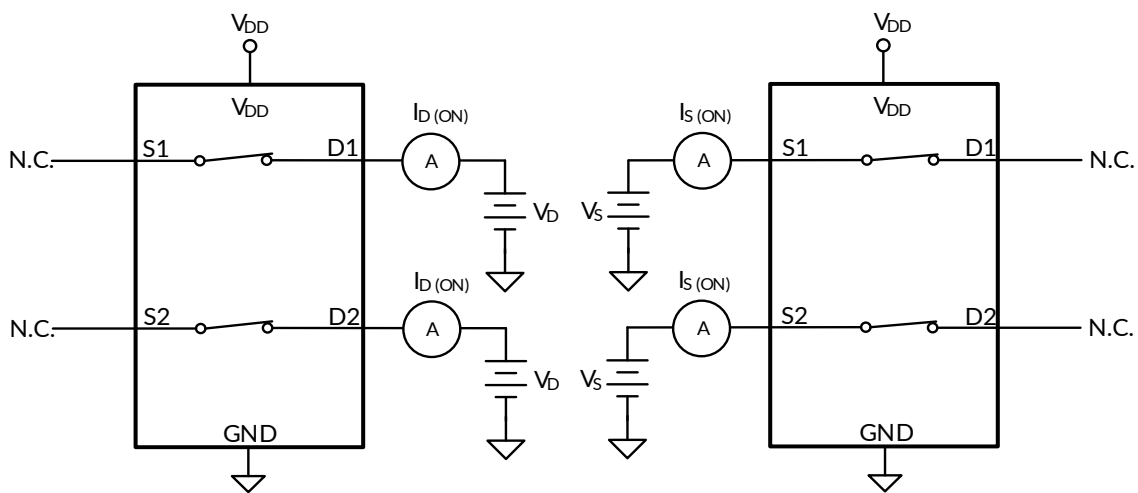 VDD VDD
VDD VDD
ID (ON) IS (ON)
N.C. S1 D1 A A S1 D1 N.C.
VD VS
ID (ON) IS (ON)
N.C. S2 D2 A A S2 D2 N.C.
VD VS
GND GND